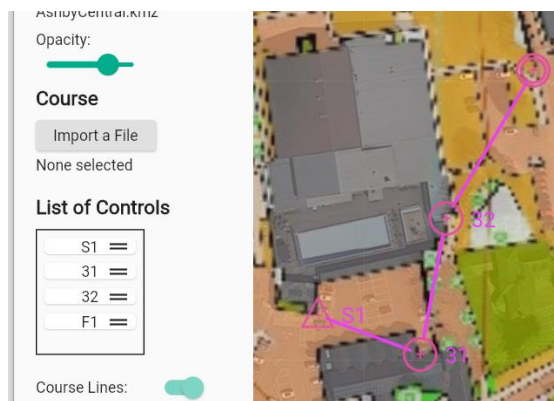 AshbyCentral.kmz
Opacity:
Course
Import a File
None selected
List of Controls
S1
31
32
F1
Course Lines:
32
S1
31